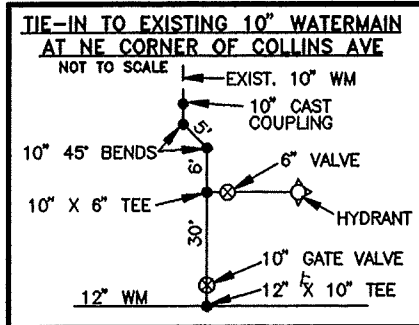 TIE-IN TO EXISTING 10" WATERMAIN
AT NE CORNER OF COLLINS AVE
NOT TO SCALE
EXIST. 10" WM
10" CAST
COUPLING
5'
10" 45° BENDS
6'
6" VALVE
10" X 6" TEE
HYDRANT
30'
10" GATE VALVE
F
12" WM
12" X 10" TEE